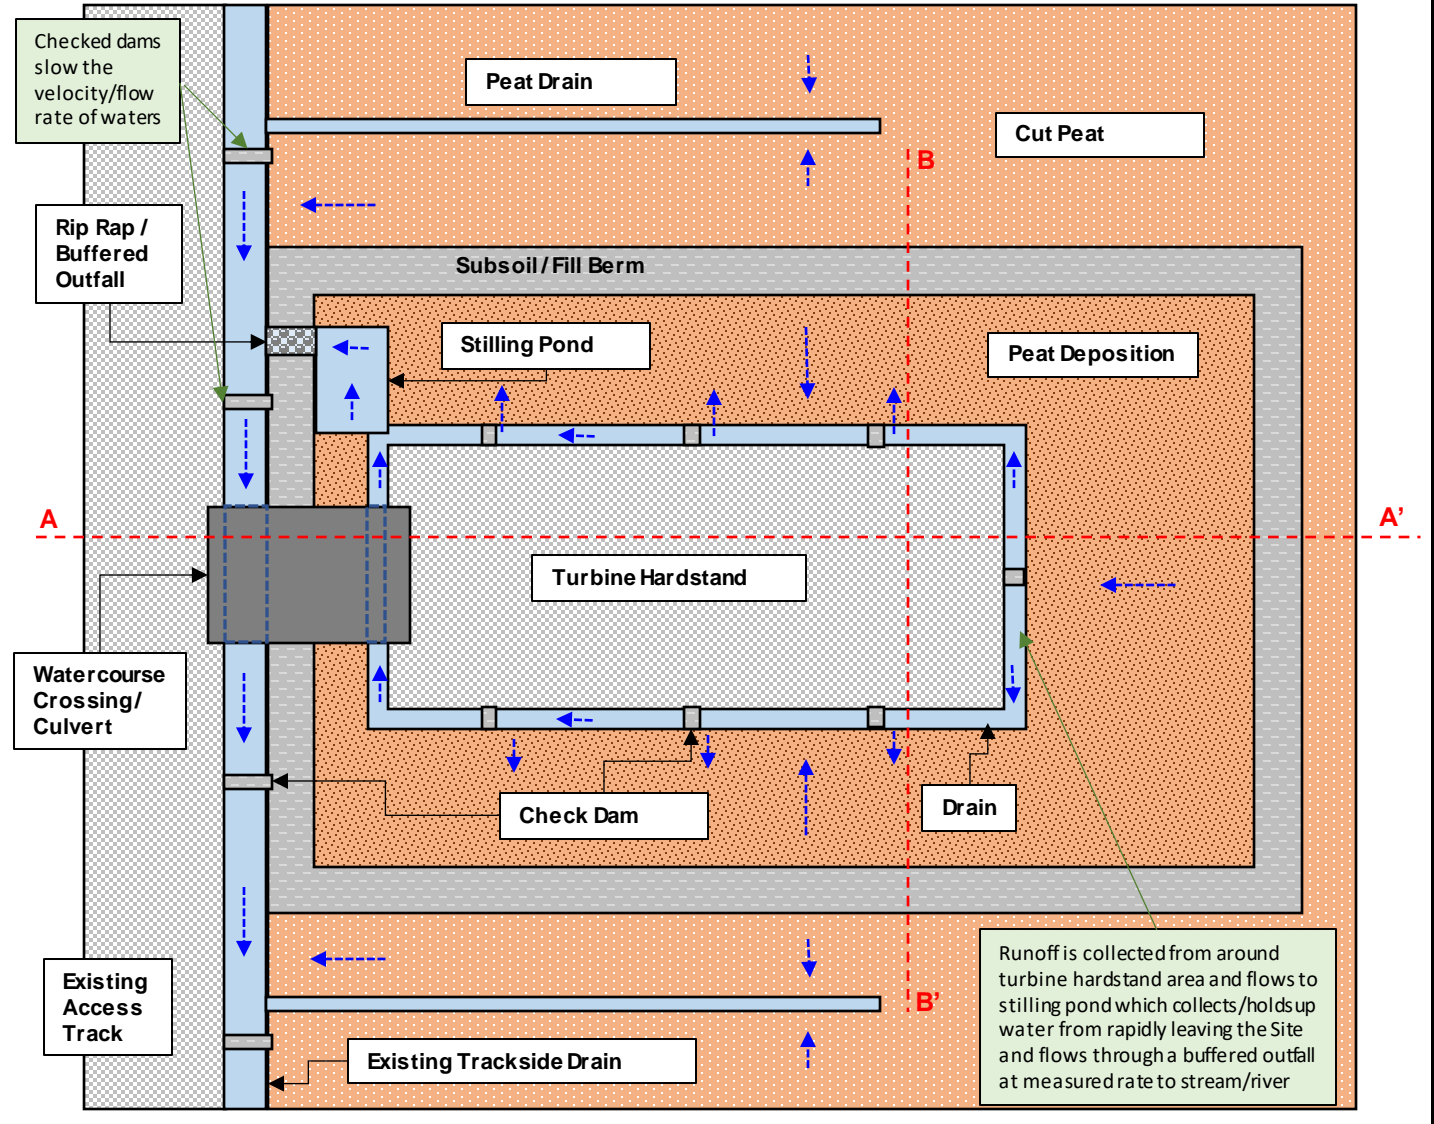 Checked dams
slow the
velocity/flow
rate of waters
Peat Drain
Cut Peat
B
Rip Rap /
Buffered
Outfall
Subsoil / Fill Berm
Stilling Pond
Peat Deposition
A
A’
Turbine Hardstand
Watercourse
Crossing/
Culvert
Check Dam
Drain
Existing
Access
Track
B’
Existing Trackside Drain
Runoff is collected from around
turbine hardstand area and flows to
stilling pond which collects/holds up
water from rapidly leaving the Site
and flows through a buffered outfall
at measured rate to stream/river